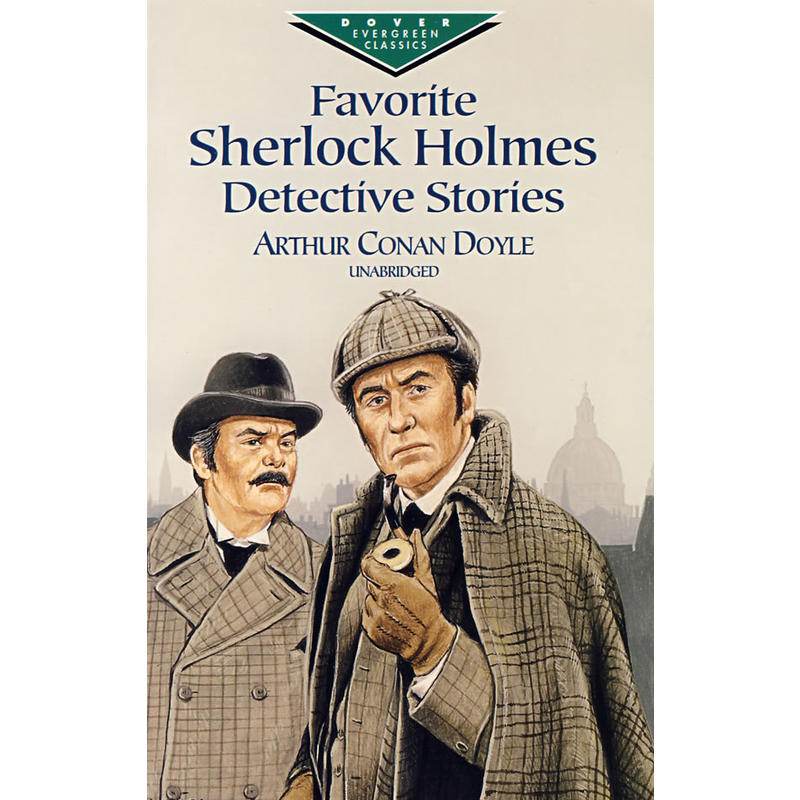 DOVER
EVERGREEN
CLASSICS
Favorite
Sherlock Holmes
Detective Stories
ARTHUR CONAN DOYLE
UNABRIDGED